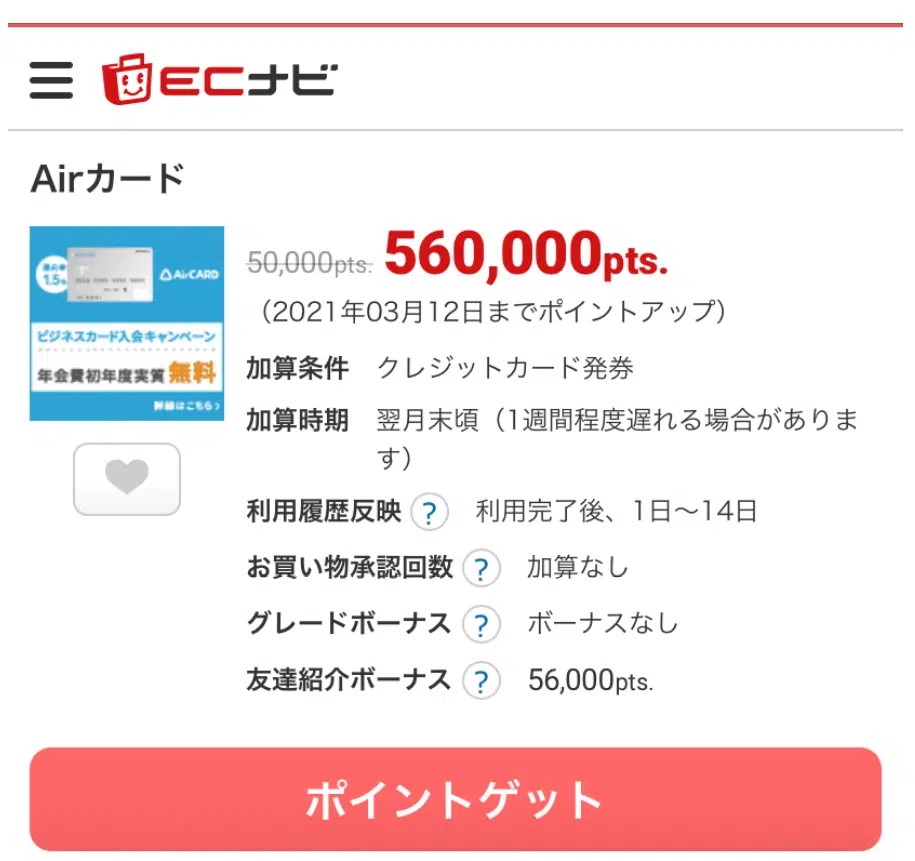 ECナビ
Airカード
還元率
1.5%
AirCARD
ビジネスカード入会キャンペーン
年会費初年度実質無料
詳細はこちら>
50,000pts. 560,000pts.
（2021年03月12日までポイントアップ）
加算条件 クレジットカード発券
加算時期 翌月末頃（1週間程度遅れる場合がありま
す）
利用履歴反映 ? 利用完了後、1日〜14日
お買い物承認回数 ? 加算なし
グレードボーナス ? ボーナスなし
友達紹介ボーナス ? 56,000pts.
ポイントゲット